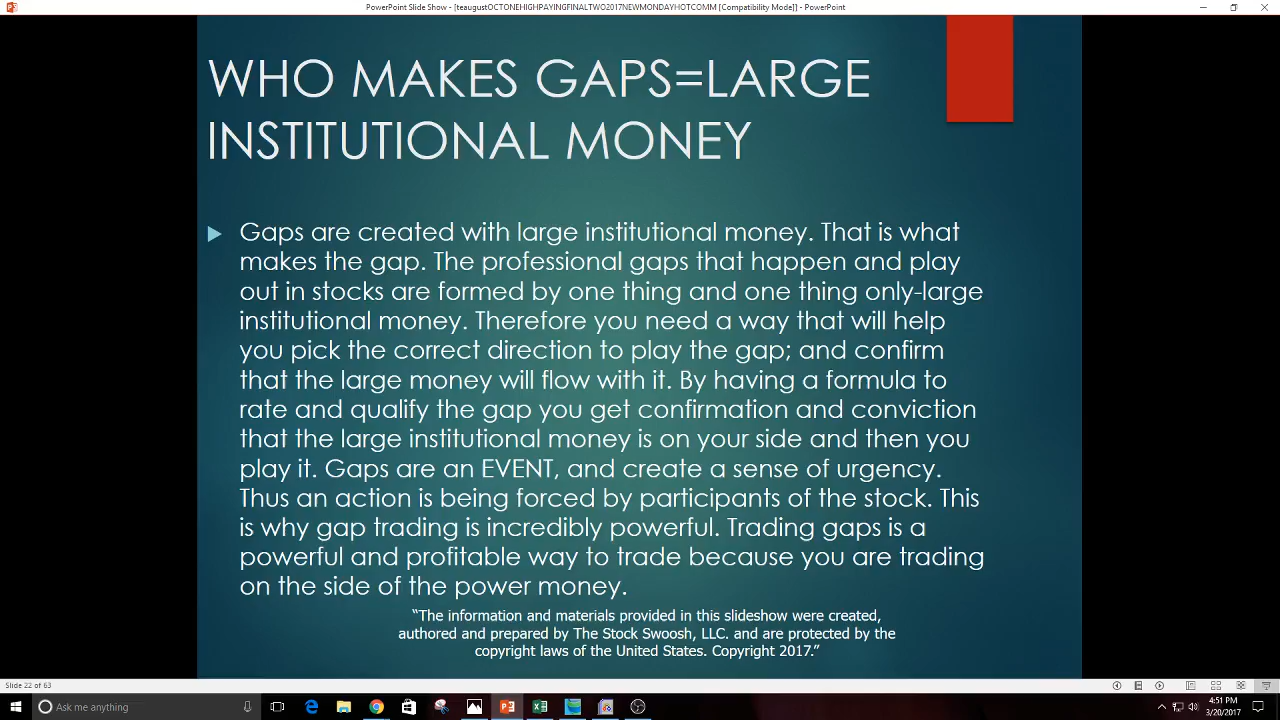 PowerPoint Slide Show - [teaugustOCTONEHIGHPAYINGFINALTWO2017NEWMONDAYHOTCOMM [Compatibility Mode]] - PowerPoint
WHO MAKES GAPS=LARGE
INSTITUTIONAL MONEY
Gaps are created with large institutional money. That is what
makes the gap. The professional gaps that happen and play
out in stocks are formed by one thing and one thing only-large
institutional money. Therefore you need a way that will help
you pick the correct direction to play the gap; and confirm
that the large money will flow with it. By having a formula to
rate and qualify the gap you get confirmation and conviction
that the large institutional money is on your side and then you
play it. Gaps are an EVENT, and create a sense of urgency.
Thus an action is being forced by participants of the stock. This
is why gap trading is incredibly powerful. Trading gaps is a
powerful and profitable way to trade because you are trading
on the side of the power money.
“The information and materials provided in this slideshow were created,
authored and prepared by The Stock Swoosh, LLC. and are protected by the
copyright laws of the United States. Copyright 2017.”
Slide 22 of 63
Ask me anything
4:51 PM
3/20/2017